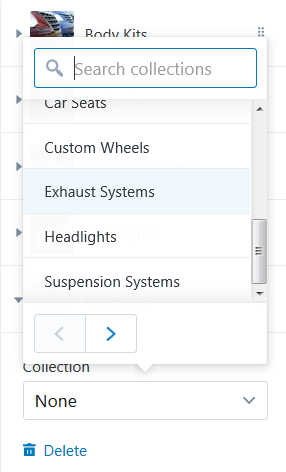 Body Kits
Search collections
Car Seats
Custom Wheels
Exhaust Systems
Headlights
Suspension Systems
Collection
None
Delete